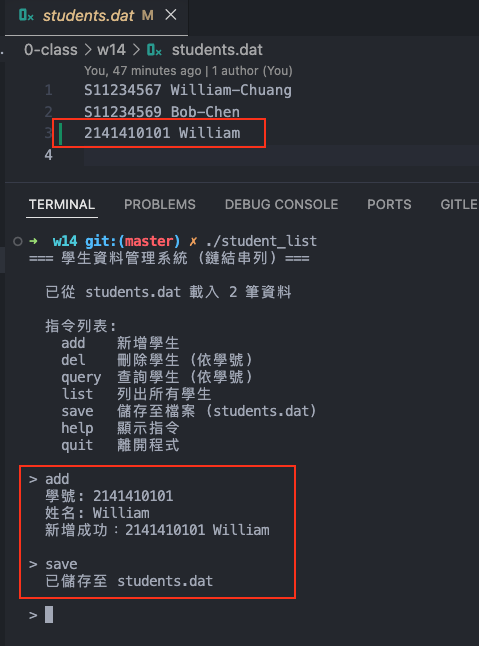 students.dat M
0-class > w14 > students.dat
You, 47 minutes ago | 1 author (You)
1 S11234567 William-Chuang
2 S11234569 Bob-Chen
3 2141410101 William
4
TERMINAL PROBLEMS DEBUG CONSOLE PORTS GITLE
➜ w14 git:(master) ✗ ./student_list
=== 學生資料管理系統 (鏈結串列) ===
已從 students.dat 載入 2 筆資料
指令列表:
add 新增學生
del 刪除學生 (依學號)
query 查詢學生 (依學號)
list 列出所有學生
save 儲存至檔案 (students.dat)
help 顯示指令
quit 離開程式
> add
學號: 2141410101
姓名: William
新增成功：2141410101 William
> save
已儲存至 students.dat
>